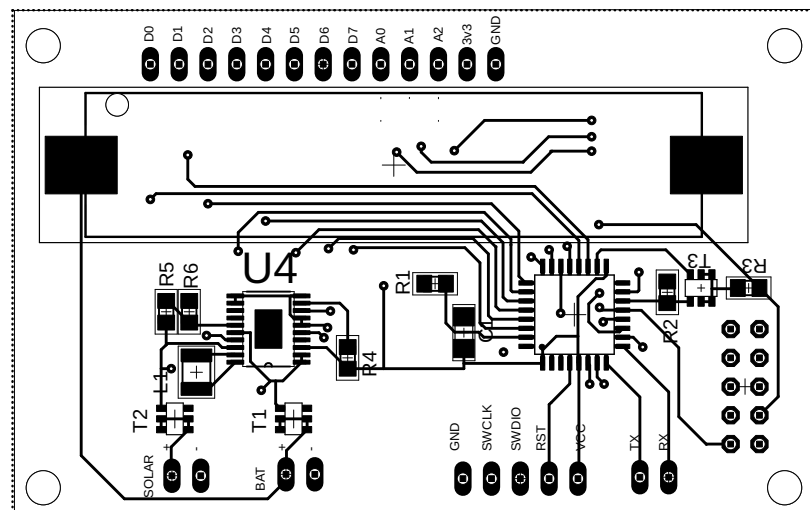 D0 D1 D2 D3 D4 D5 D6 D7 A0 A1 A2 3v3 GND
U4
R5 R6
R1
T3
R3
R2
R4
L1
T2
T1
SOLAR + -
BAT + -
GND SWCLK SWDIO RST VCC TX RX